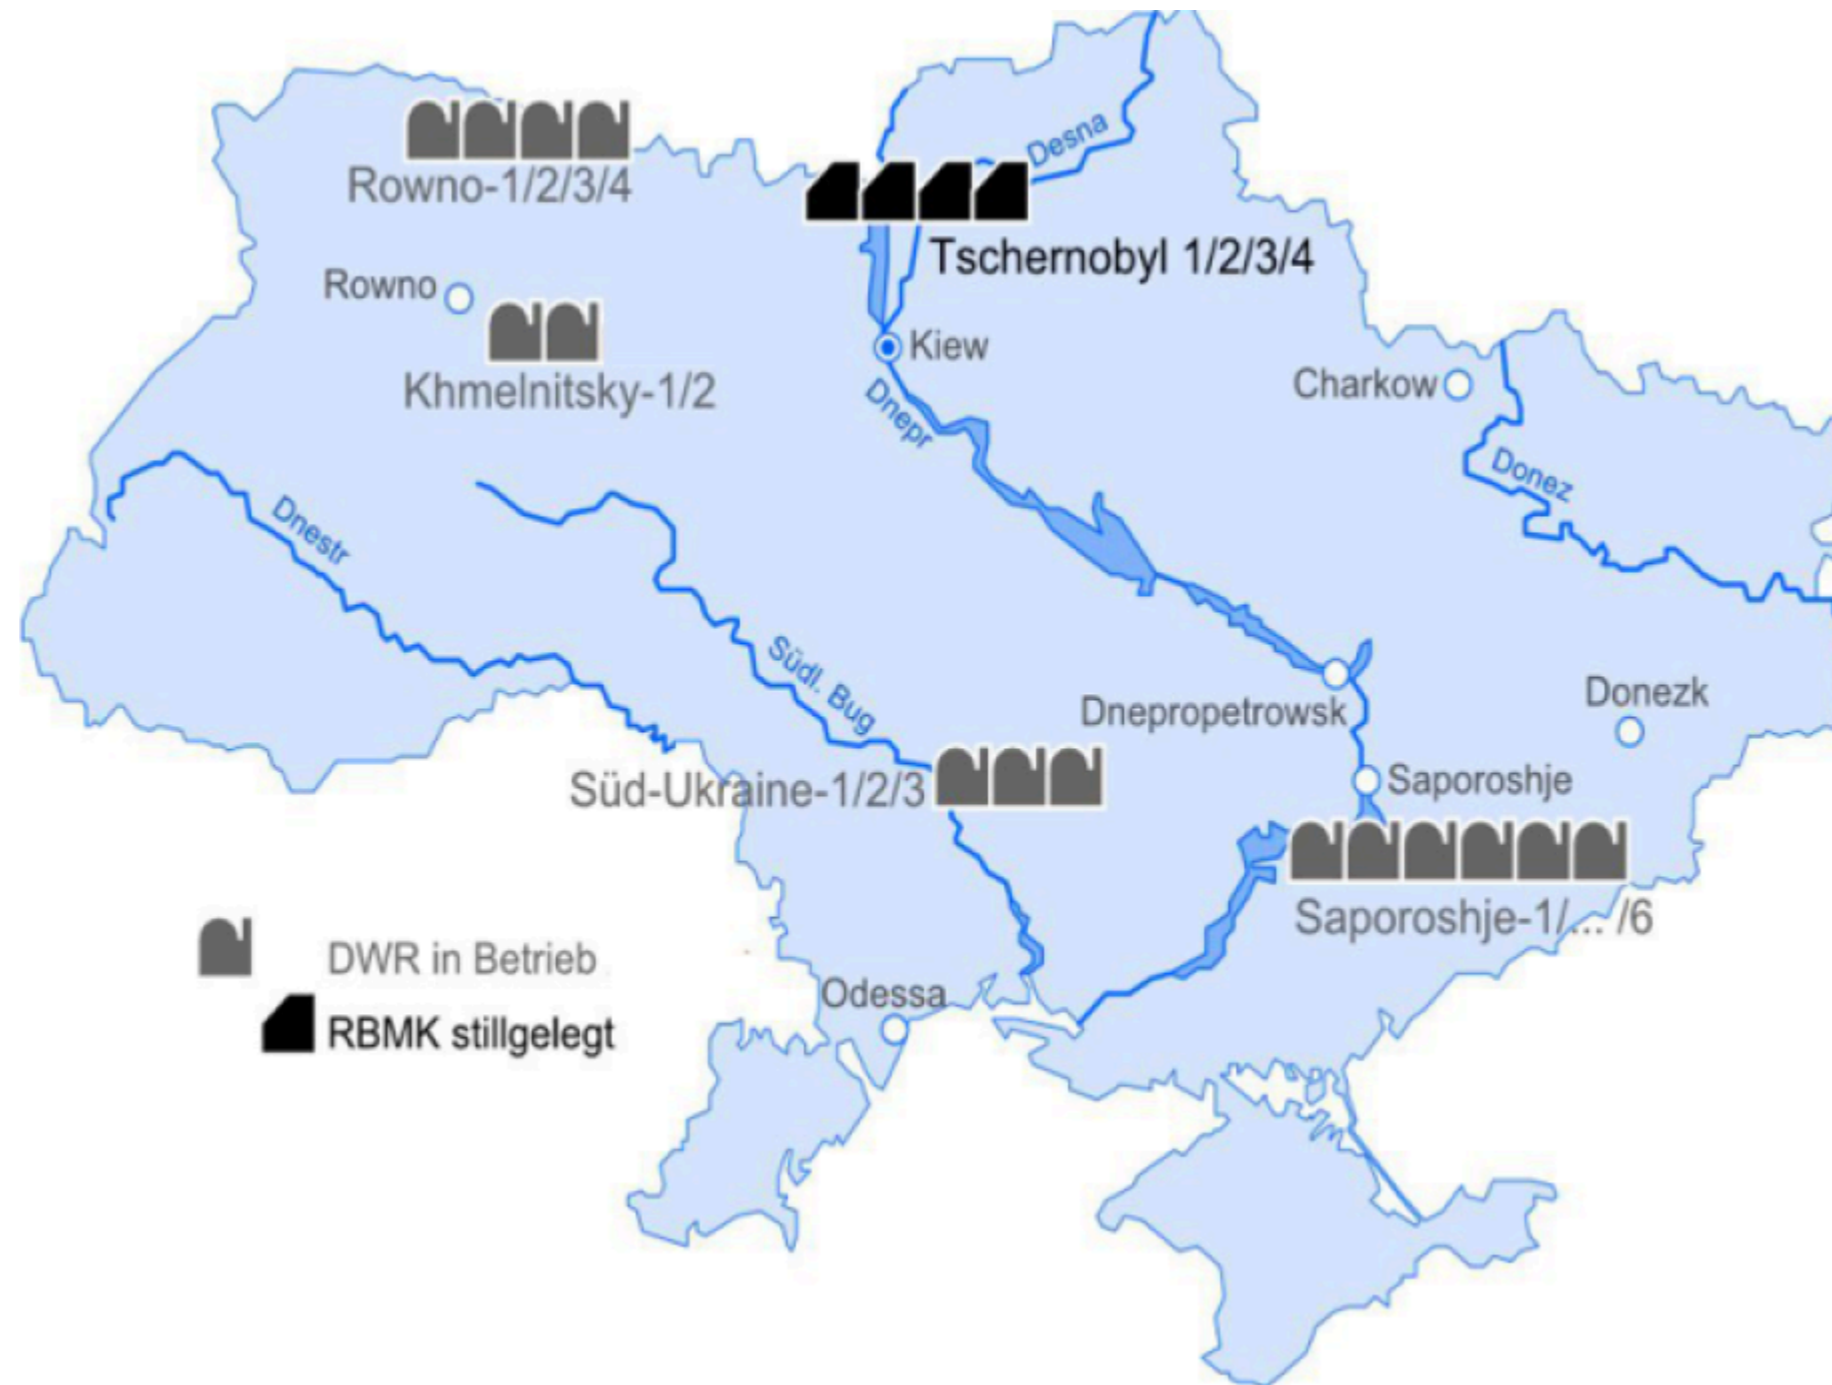 Desna
Rowno-1/2/3/4
Tschernobyl 1/2/3/4
Rowno
Khmelnitsky-1/2
Kiew
Charkow
Dnepr
Donez
Dnestr
Südl. Bug
Dnepropetrowsk
Donezk
Süd-Ukraine-1/2/3
Saporoshje
Saporoshje-1/... /6
DWR in Betrieb
Odessa
RBMK stillgelegt